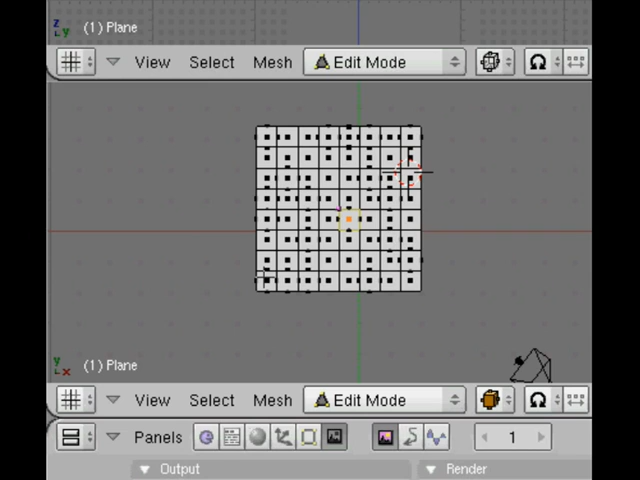 z
y
(1) Plane
View Select Mesh Edit Mode
y
x
(1) Plane
View Select Mesh Edit Mode
Panels 1
Output Render